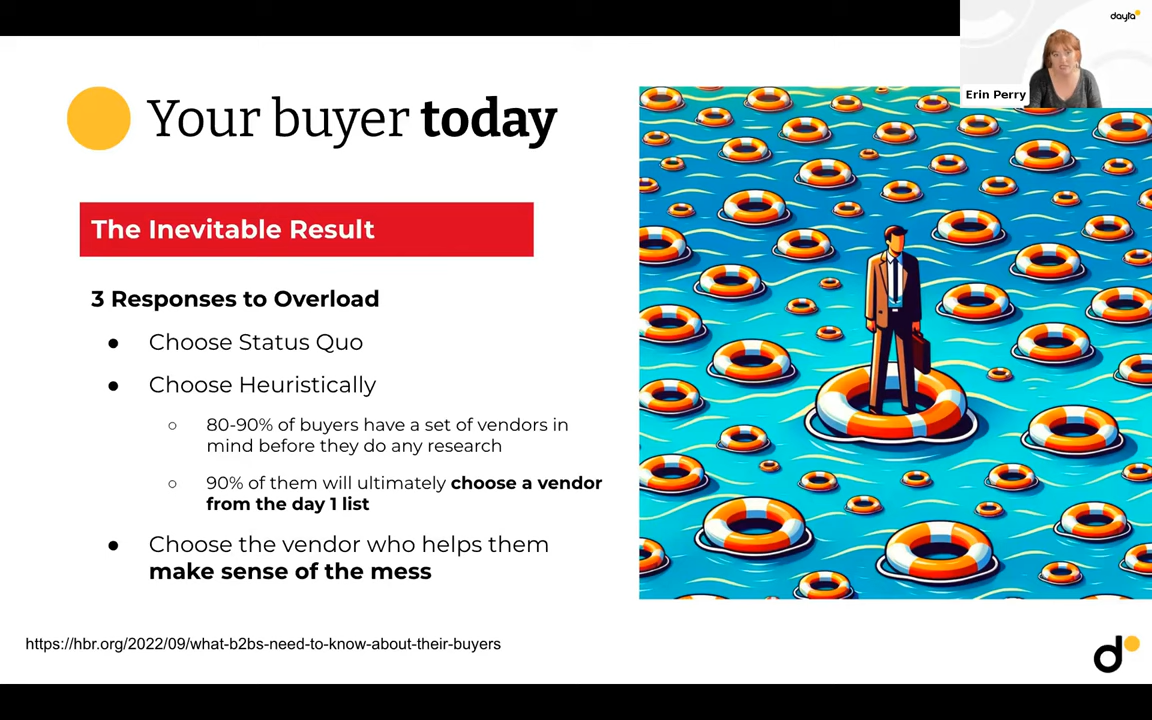 dayta
Erin Perry
Your buyer today
The Inevitable Result
3 Responses to Overload
● Choose Status Quo
● Choose Heuristically
○ 80-90% of buyers have a set of vendors in
mind before they do any research
○ 90% of them will ultimately choose a vendor
from the day 1 list
● Choose the vendor who helps them
make sense of the mess
https://hbr.org/2022/09/what-b2bs-need-to-know-about-their-buyers
d